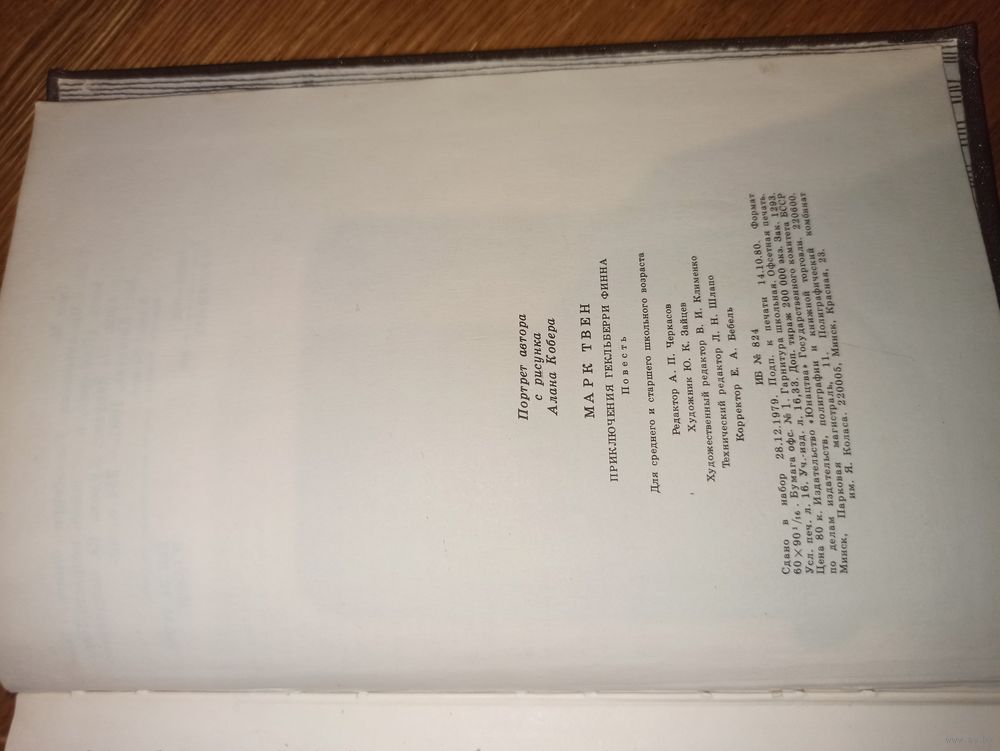 Портрет автора
с рисунка
Алана Кобера
МАРК ТВЕН
ПРИКЛЮЧЕНИЯ ГЕКЛЬБЕРРИ ФИННА
Повесть
Для среднего и старшего школьного возраста
Редактор А. П. Черкасов
Художник Ю. К. Зайцев
Художественный редактор В. И. Клименко
Технический редактор Л. Н. Шлапо
Корректор Е. А. Бебель
ИБ № 824
Сдано в набор 28.12.1979. Подп. к печати 14.10.80. Формат
60×90 1/16. Бумага офс. № 1. Гарнитура школьная. Офсетная печать.
Усл. печ. л. 16. Уч.-изд. л. 16,33. Доп. тираж 200 000 экз. Зак. 1293.
Цена 80 к. Издательство «Юнацтва» Государственного комитета БССР
по делам издательств, полиграфии и книжной торговли. 220600.
Минск, Парковая магистраль, 11. Полиграфический комбинат
им. Я. Коласа. 220005, Минск, Красная, 23.